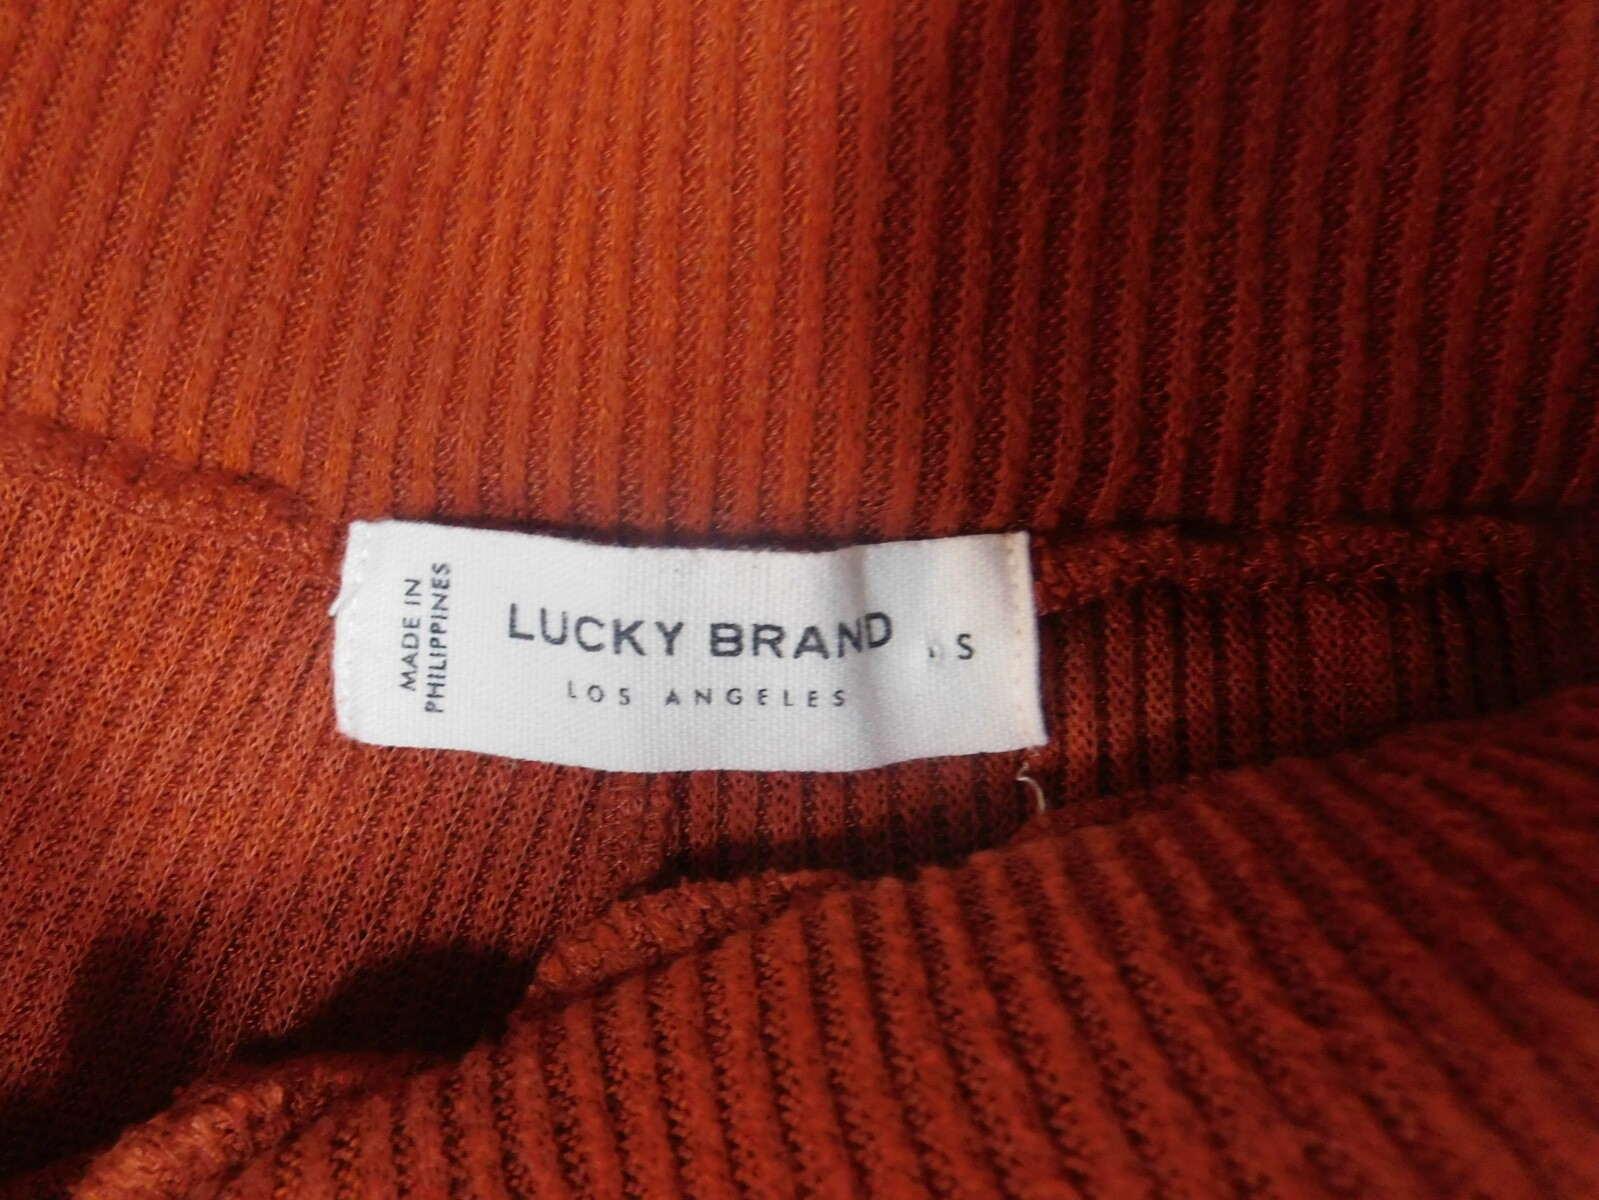 MADE IN
PHILIPPINES
LUCKY BRAND
LOS ANGELES
S